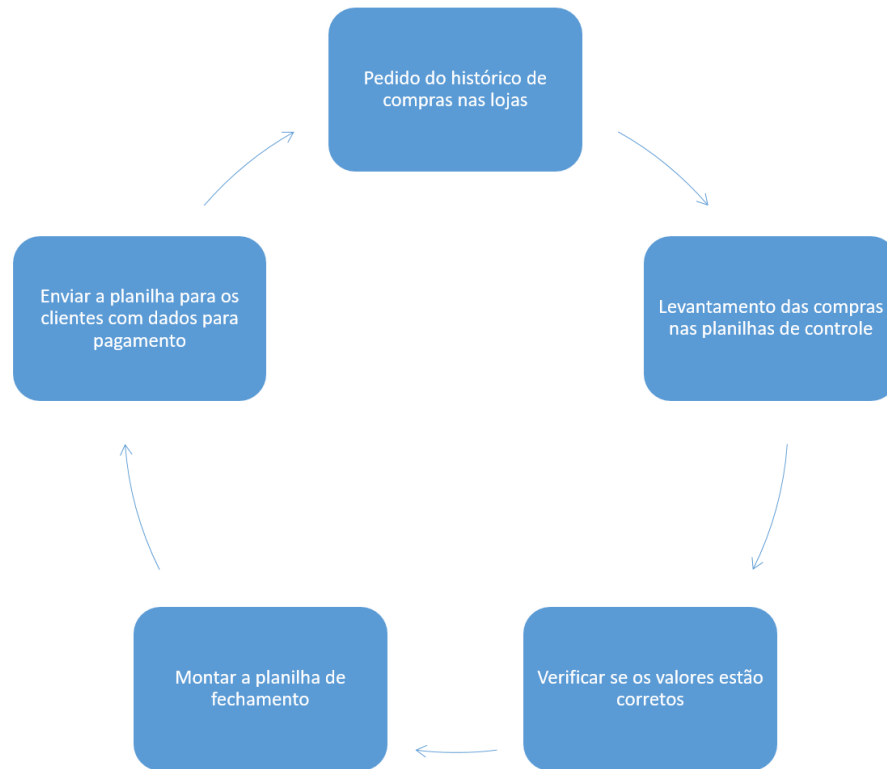 Pedido do histórico de
compras nas lojas
Levantamento das compras
nas planilhas de controle
Verificar se os valores estão
corretos
Montar a planilha de
fechamento
Enviar a planilha para os
clientes com dados para
pagamento